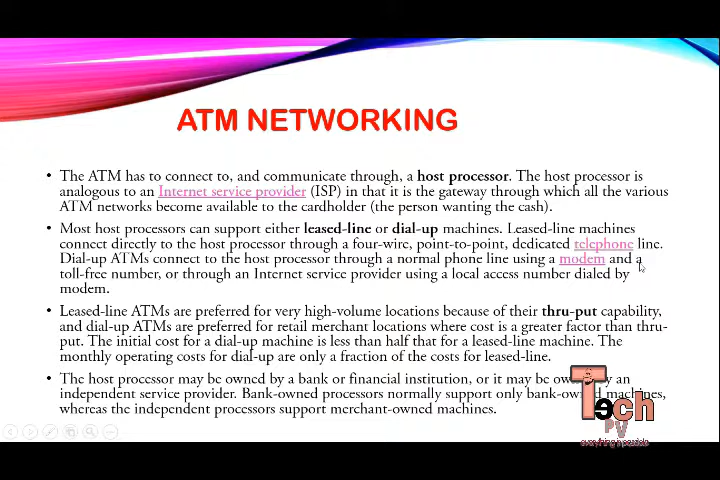 ATM NETWORKING
• The ATM has to connect to, and communicate through, a host processor. The host processor is
analogous to an Internet service provider (ISP) in that it is the gateway through which all the various
ATM networks become available to the cardholder (the person wanting the cash).
• Most host processors can support either leased-line or dial-up machines. Leased-line machines
connect directly to the host processor through a four-wire, point-to-point, dedicated telephone line.
Dial-up ATMs connect to the host processor through a normal phone line using a modem and a
toll-free number, or through an Internet service provider using a local access number dialed by
modem.
• Leased-line ATMs are preferred for very high-volume locations because of their thru-put capability,
and dial-up ATMs are preferred for retail merchant locations where cost is a greater factor than thru-
put. The initial cost for a dial-up machine is less than half that for a leased-line machine. The
monthly operating costs for dial-up are only a fraction of the costs for leased-line.
• The host processor may be owned by a bank or financial institution, or it may be owned by an
independent service provider. Bank-owned processors normally support only bank-owned machines,
whereas the independent processors support merchant-owned machines.
Tech
PV
everything is possible